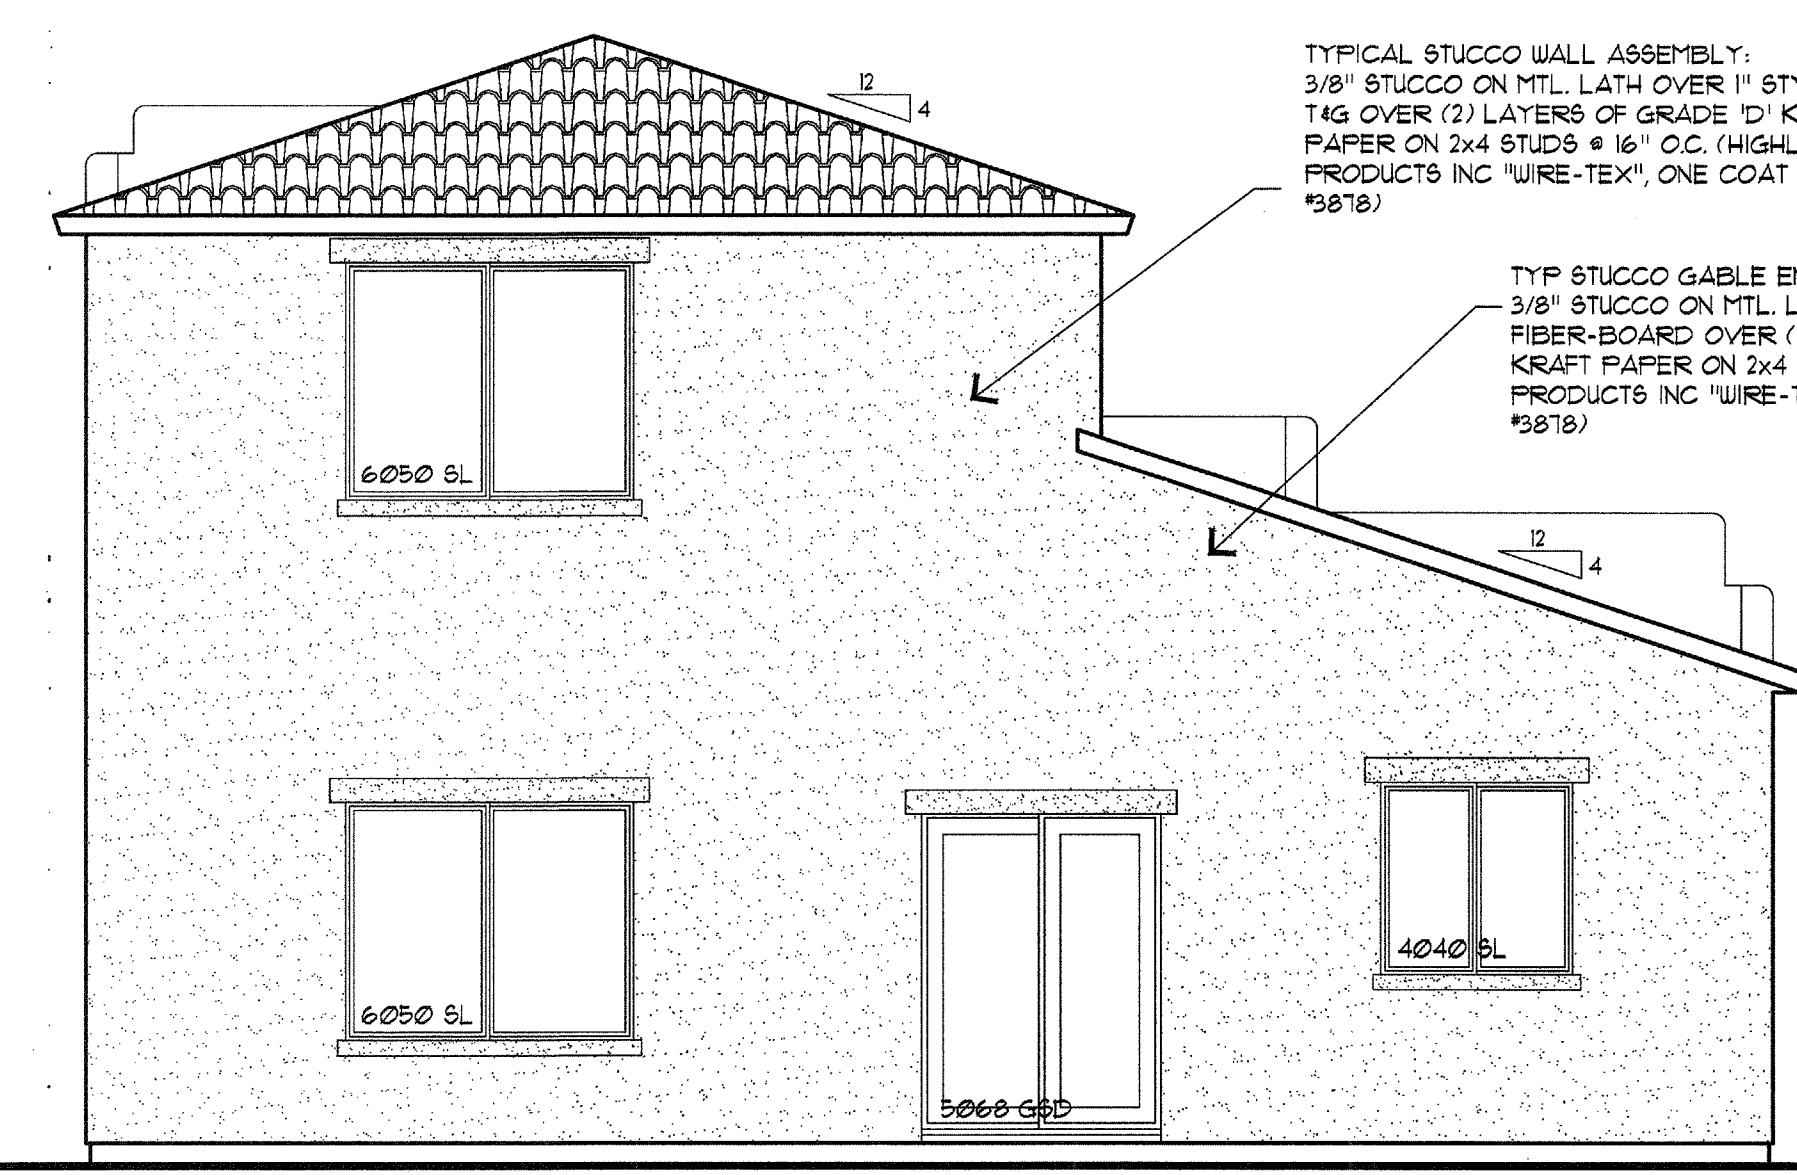 TYPICAL STUCCO WALL ASSEMBLY:
3/8" STUCCO ON MTL. LATH OVER 1" STY
T&G OVER (2) LAYERS OF GRADE 'D' K
PAPER ON 2x4 STUDS @ 16" O.C. (HIGHL
PRODUCTS INC "WIRE-TEX", ONE COAT
#3878)
12
4
TYP STUCCO GABLE EN
3/8" STUCCO ON MTL. L
FIBER-BOARD OVER (
KRAFT PAPER ON 2x4
PRODUCTS INC "WIRE-T
#3878)
6050 SL
12
4
4040 SL
6050 SL
5068 GSD